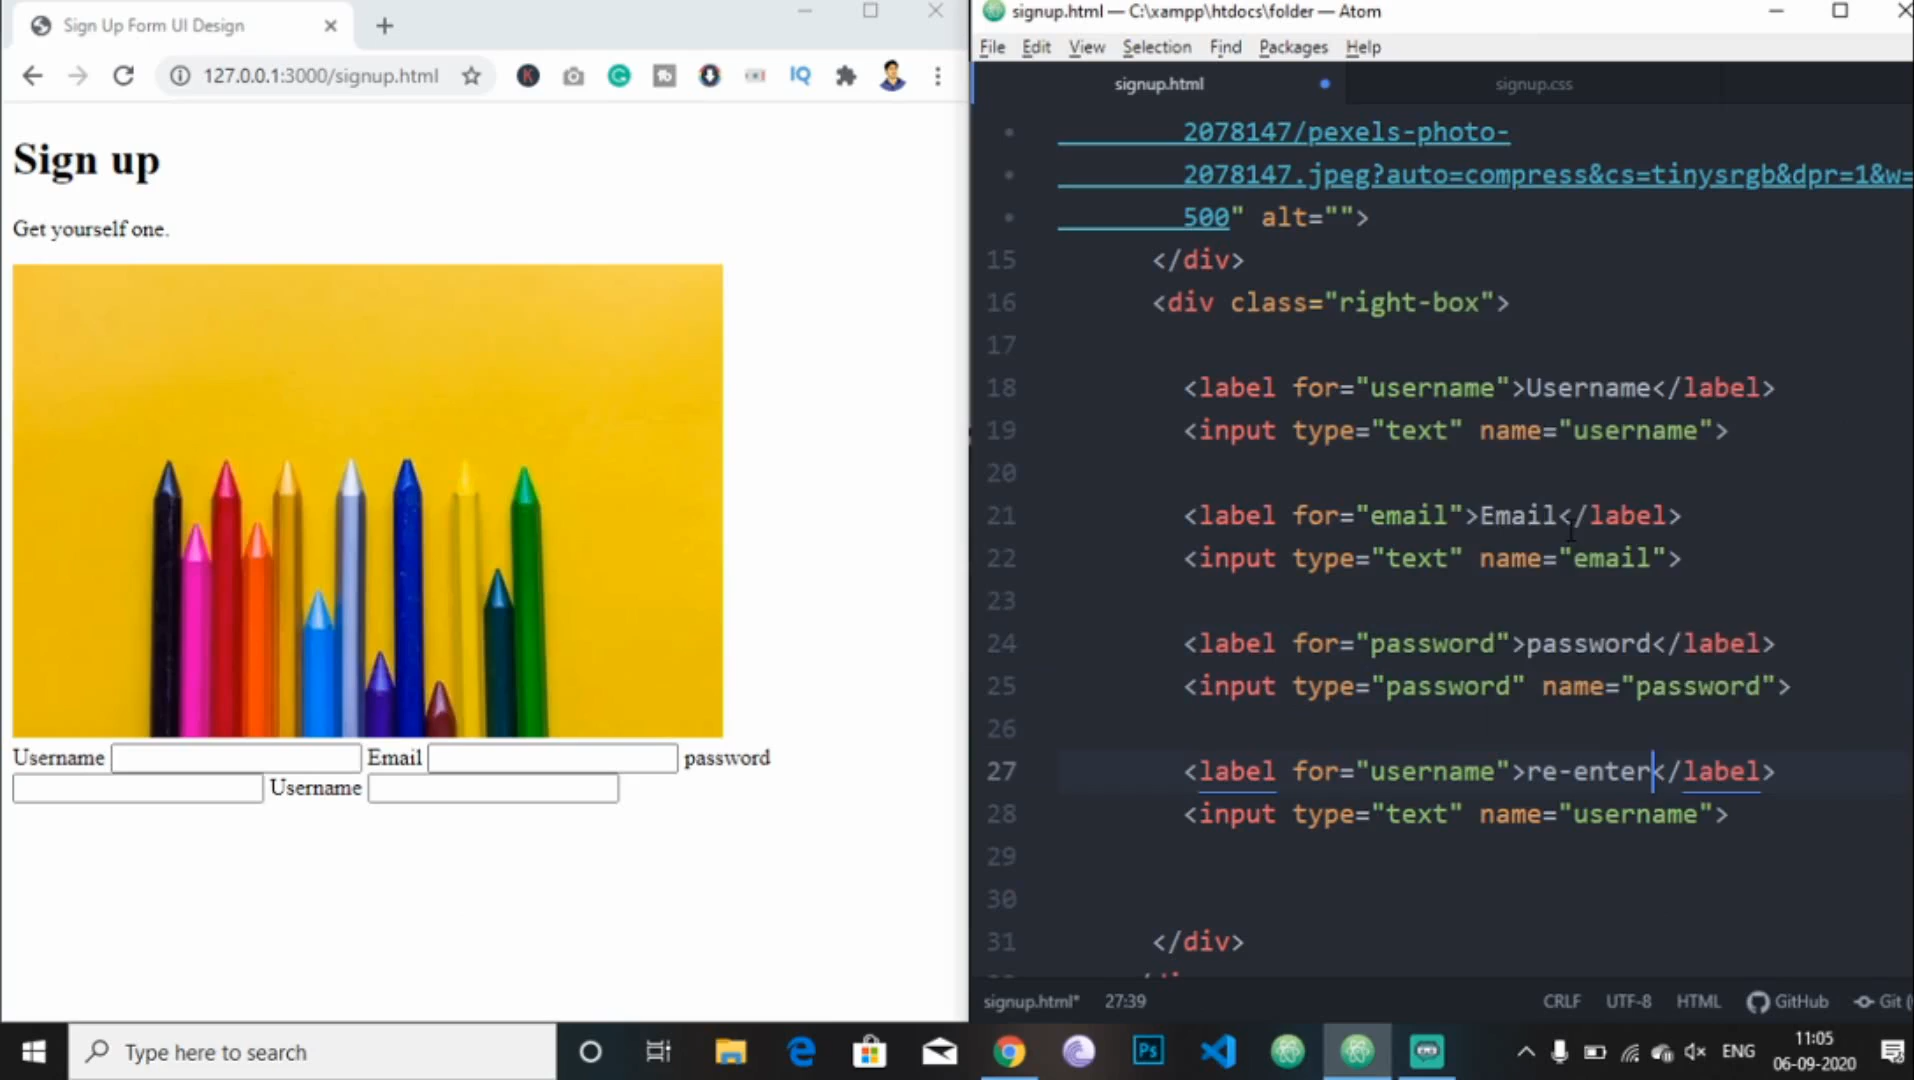 Sign Up Form UI Design
127.0.0.1:3000/signup.html
IQ
Sign up
Get yourself one.
Username Email password
Username
signup.html — C:\xampp\htdocs\folder — Atom
File Edit View Selection Find Packages Help
signup.html signup.css
2078147/pexels-photo-
2078147.jpeg?auto=compress&cs=tinysrgb&dpr=1&w=
500" alt="">
15 </div>
16 <div class="right-box">
17
18 <label for="username">Username</label>
19 <input type="text" name="username">
20
21 <label for="email">Email</label>
22 <input type="text" name="email">
23
24 <label for="password">password</label>
25 <input type="password" name="password">
26
27 <label for="username">re-enter</label>
28 <input type="text" name="username">
29
30
31 </div>
signup.html* 27:39 CRLF UTF-8 HTML GitHub Git (
Type here to search
Ps
ENG
11:05
06-09-2020